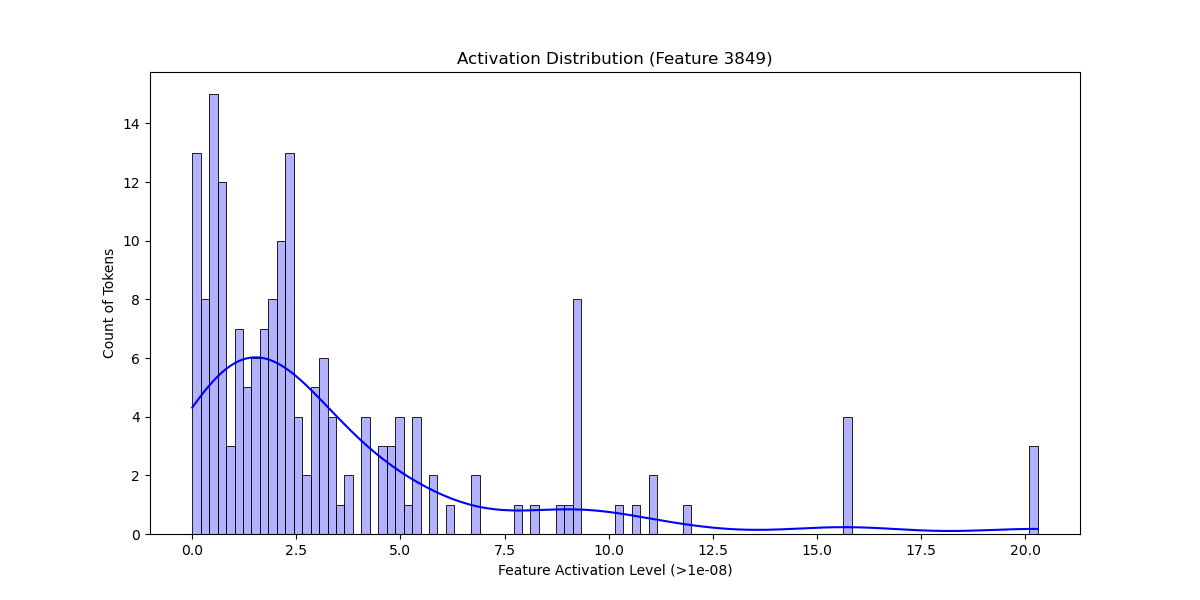 Activation Distribution (Feature 3849)
Count of Tokens
14
12
10
8
6
4
2
0
0.0 2.5 5.0 7.5 10.0 12.5 15.0 17.5 20.0
Feature Activation Level (>1e-08)